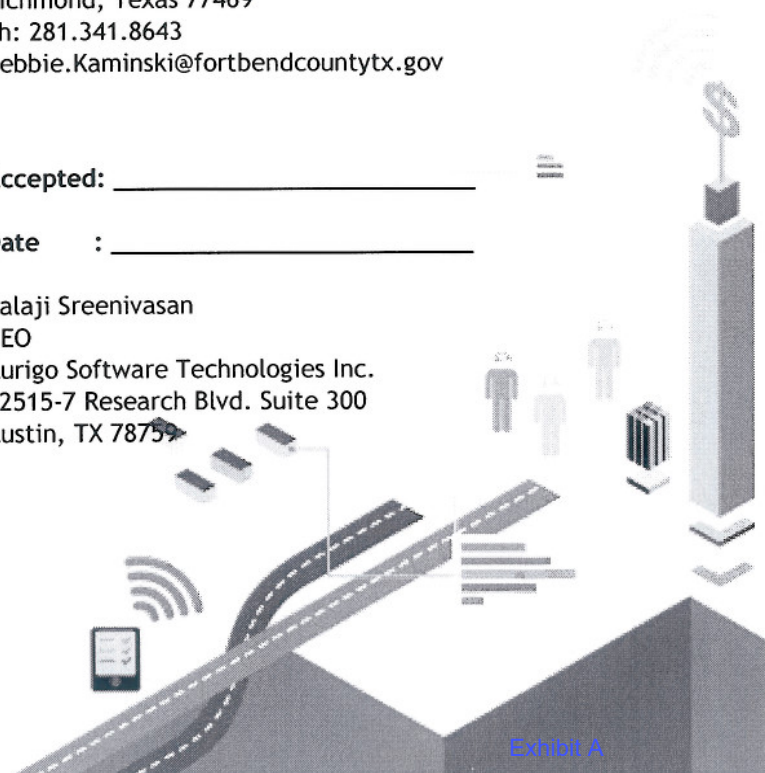 ichmond, Texas 77469
h: 281.341.8643
ebbie.Kaminski@fortbendcountytx.gov
ccepted:
ate :
alaji Sreenivasan
EO
urigo Software Technologies Inc.
2515-7 Research Blvd. Suite 300
ustin, TX 78759
$
Exhibit A